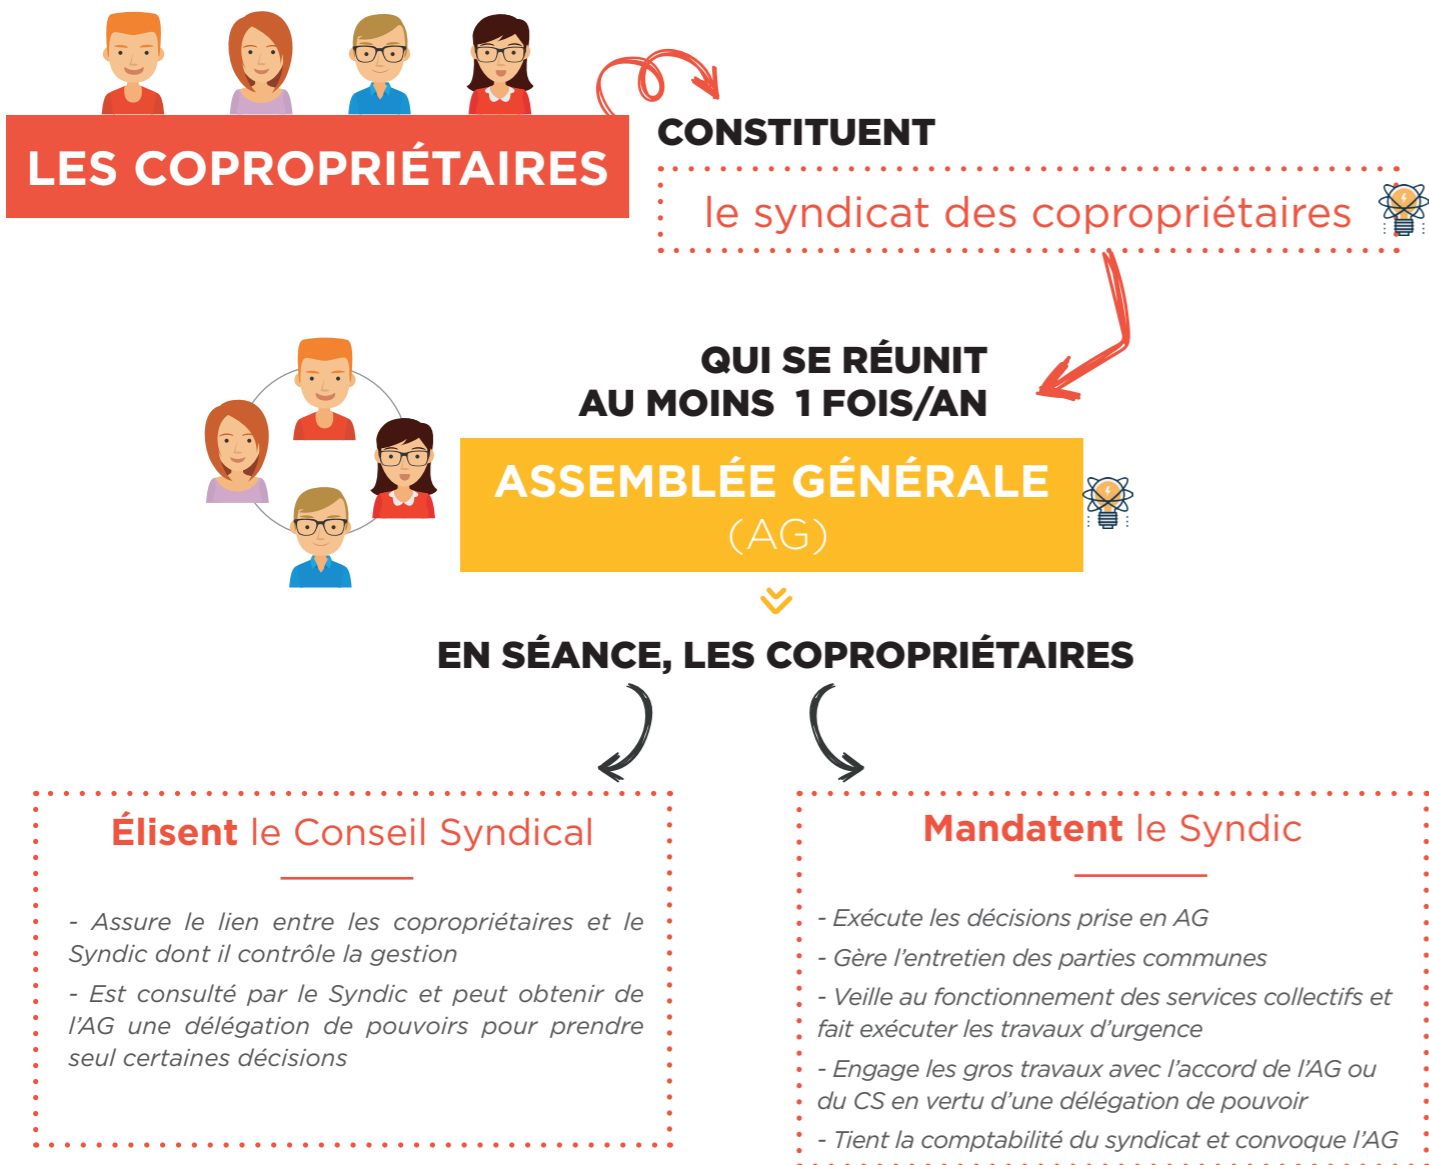 LES COPROPRIÉTAIRES
CONSTITUENT
le syndicat des copropriétaires
QUI SE RÉUNIT
AU MOINS 1 FOIS/AN
ASSEMBLÉE GÉNÉRALE
(AG)
EN SÉANCE, LES COPROPRIÉTAIRES
Élisent le Conseil Syndical
- Assure le lien entre les copropriétaires et le
Syndic dont il contrôle la gestion
- Est consulté par le Syndic et peut obtenir de
l'AG une délégation de pouvoirs pour prendre
seul certaines décisions
Mandatent le Syndic
- Exécute les décisions prise en AG
- Gère l'entretien des parties communes
- Veille au fonctionnement des services collectifs et
fait exécuter les travaux d'urgence
- Engage les gros travaux avec l'accord de l'AG ou
du CS en vertu d'une délégation de pouvoir
- Tient la comptabilité du syndicat et convoque l'AG